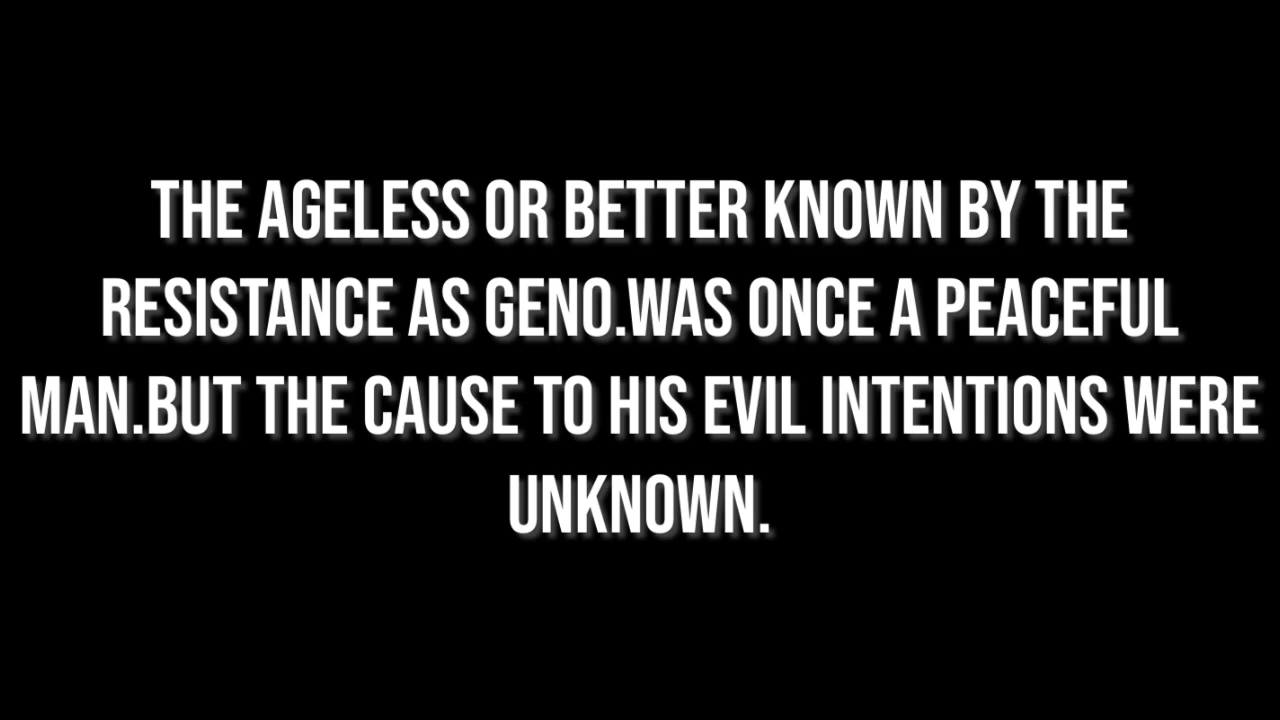 THE AGELESS OR BETTER KNOWN BY THE
RESISTANCE AS GENO.WAS ONCE A PEACEFUL
MAN.BUT THE CAUSE TO HIS EVIL INTENTIONS WERE
UNKNOWN.